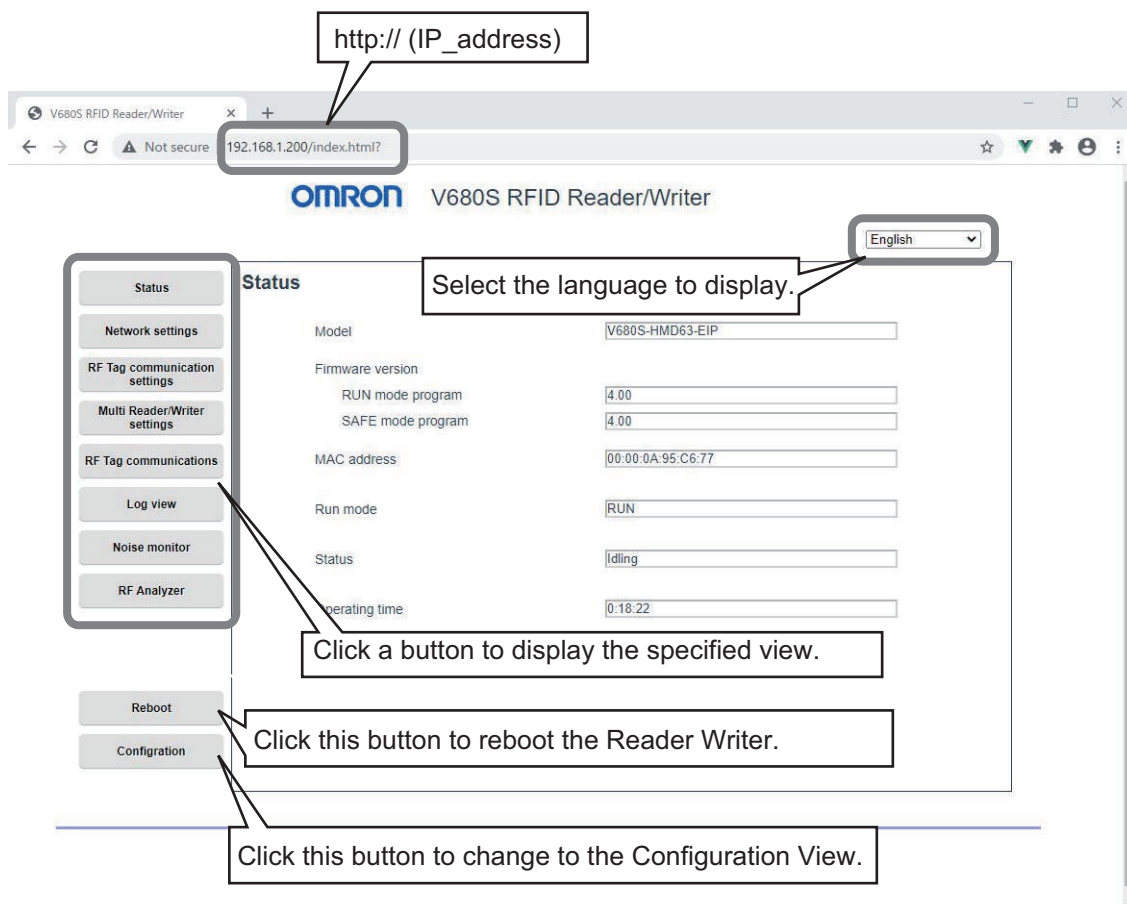 http:// (IP_address)
V680S RFID Reader/Writer
Not secure
192.168.1.200/index.html?
OMRON V680S RFID Reader/Writer
English
Select the language to display.
Status
Network settings
RF Tag communication
settings
Multi Reader/Writer
settings
RF Tag communications
Log view
Noise monitor
RF Analyzer
Status
Model V680S-HMD63-EIP
Firmware version
RUN mode program 4.00
SAFE mode program 4.00
MAC address 00:00:0A:95:C6:77
Run mode RUN
Status Idling
perating time 0:18:22
Click a button to display the specified view.
Reboot
Click this button to reboot the Reader Writer.
Configration
Click this button to change to the Configuration View.